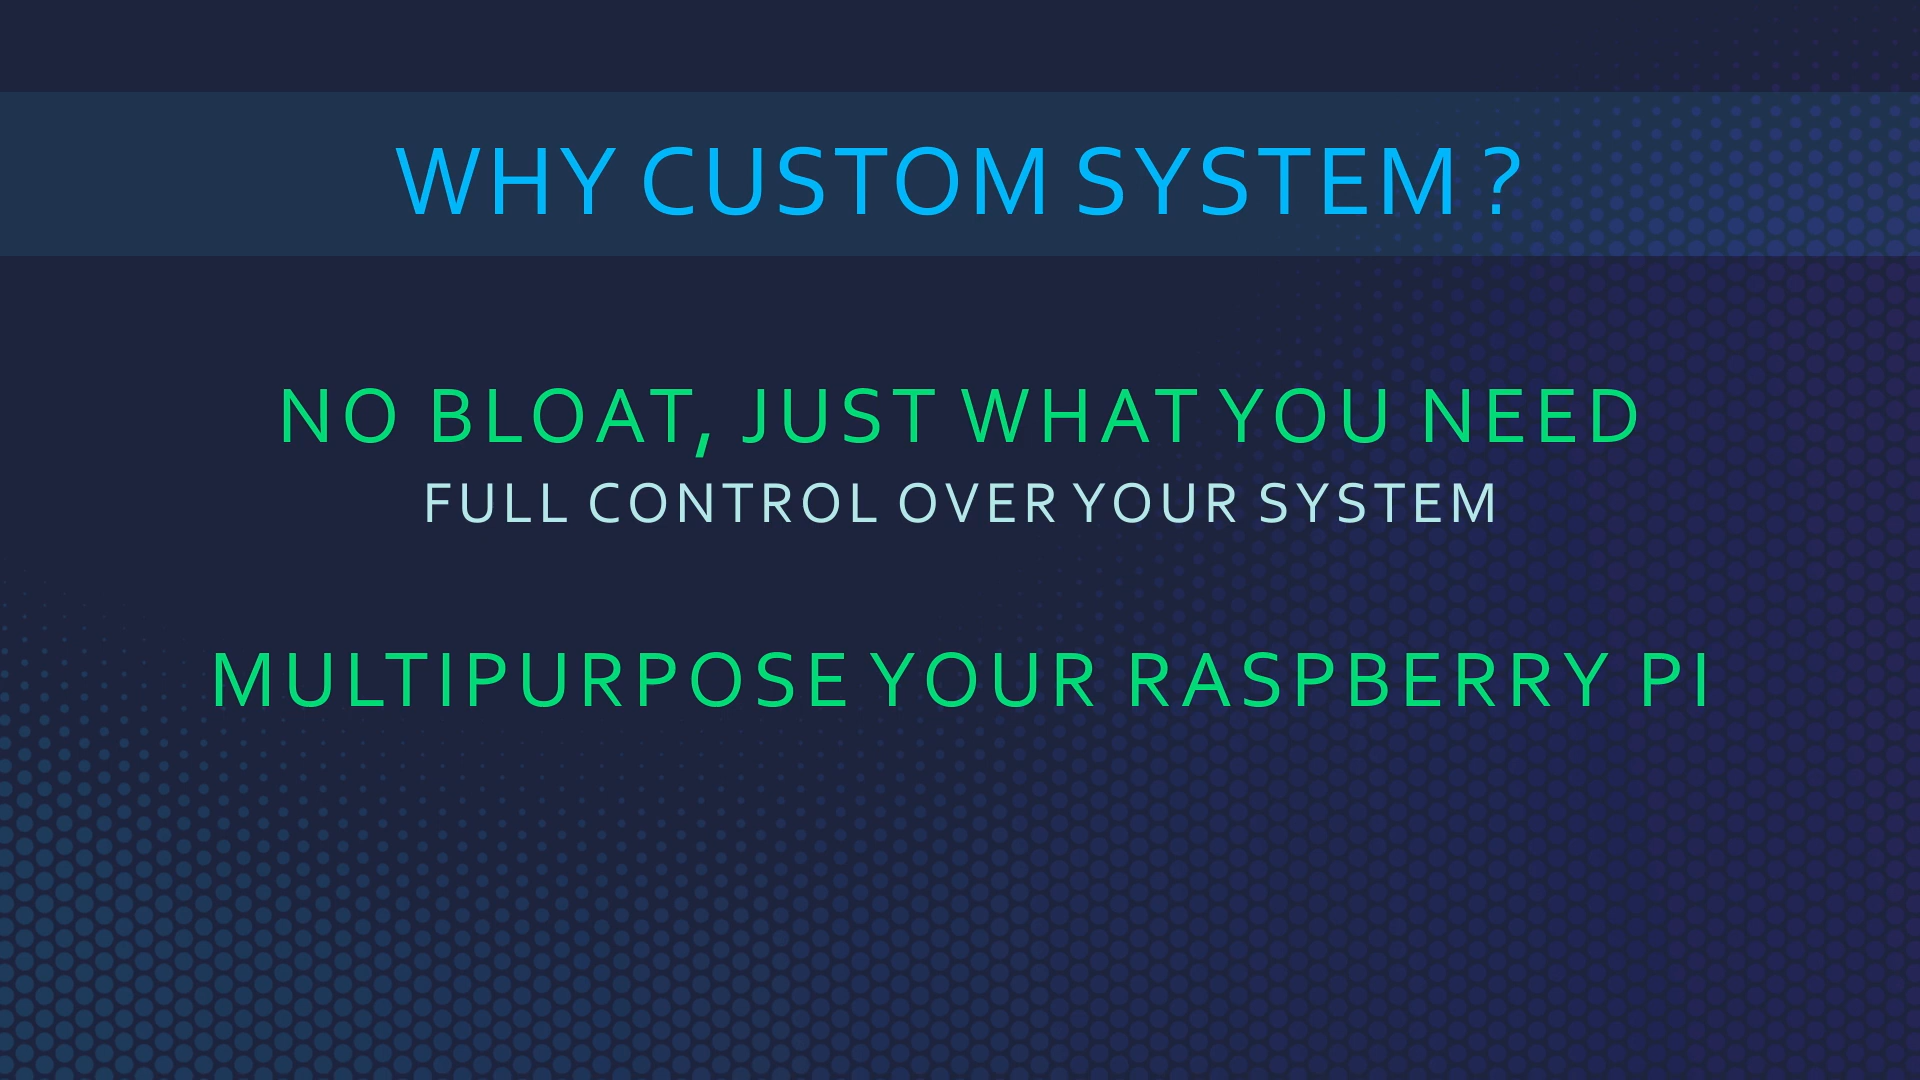 WHY CUSTOM SYSTEM ?
NO BLOAT, JUST WHAT YOU NEED
FULL CONTROL OVER YOUR SYSTEM
MULTIPURPOSE YOUR RASPBERRY PI